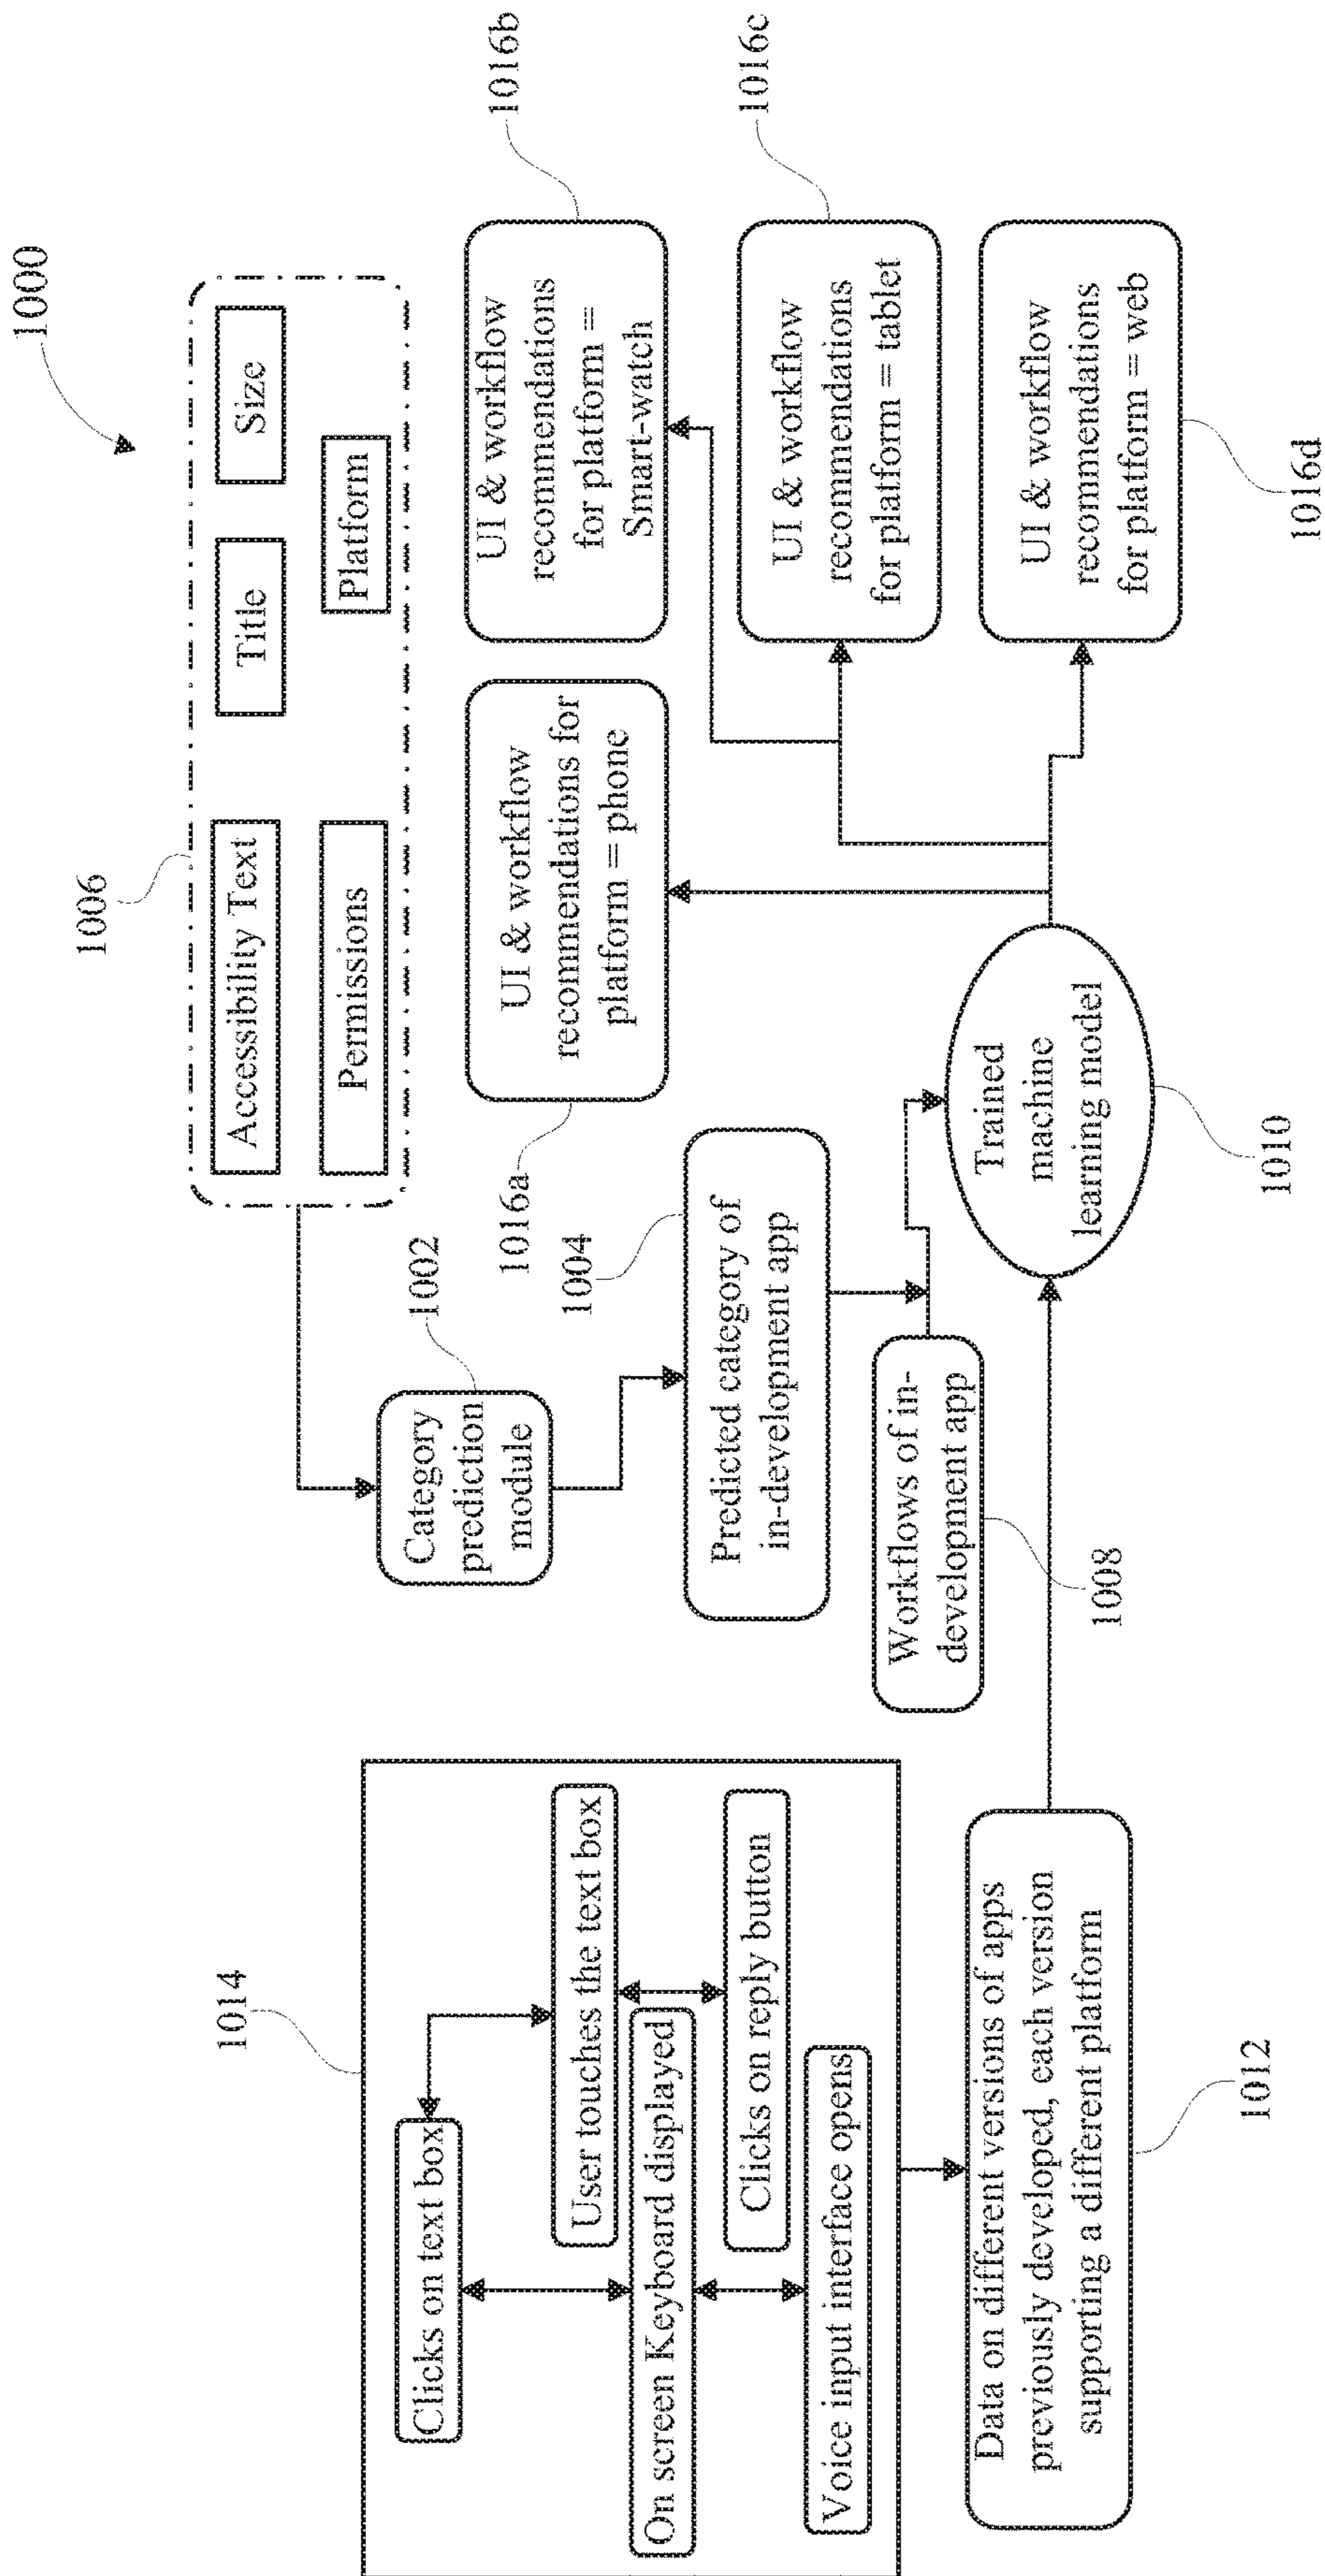 1000
1006
Accessibility Text
Title
Size
Permissions
Platform
1014
Clicks on text box
User touches the text box
On screen Keyboard displayed
Clicks on reply button
Voice input interface opens
Category
prediction
module
1002
1016a
UI & workflow
recommendations for
platform = phone
UI & workflow
recommendations
for platform =
Smart-watch
1016b
1004
Predicted category of
in-development app
UI & workflow
recommendations
for platform = tablet
1016c
Workflows of in-
development app
1008
Data on different versions of apps
previously developed, each version
supporting a different platform
1012
Trained
machine
learning model
1010
UI & workflow
recommendations
for platform = web
1016d